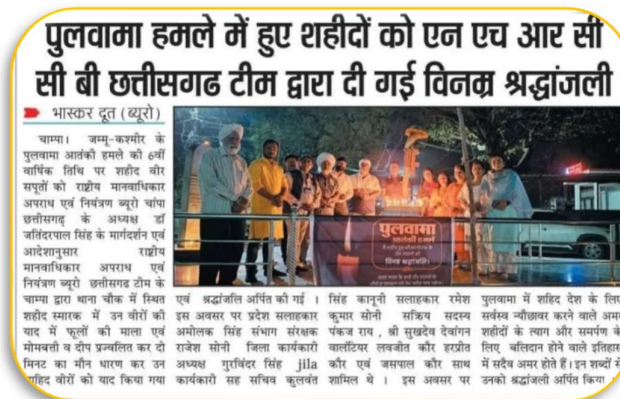 पुलवामा हमले में हुए शहीदों को एन एच आर सी
सी बी छत्तीसगढ टीम द्वारा दी गई विनम्र श्रद्धांजली
भास्कर दूत (ब्यूरो)
चाम्पा। जम्मू-कश्मीर के
पुलवामा आतंकी हमले की 6वीं
वार्षिक तिथि पर शहीद वीर
सपूतों को राष्ट्रीय मानवाधिकार
अपराध एवं नियंत्रण ब्यूरो चांपा
छत्तीसगढ़ के अध्यक्ष डॉ
जतिंदरपाल सिंह के मार्गदर्शन एवं
आदेशानुसार राष्ट्रीय
मानवाधिकार अपराध एवं
नियंत्रण ब्यूरो छत्तीसगढ़ टीम के
चाम्पा द्वारा थाना चौक में स्थित
शहीद स्मारक में उन वीरों की
याद में फूलों की माला एवं
मोमबत्ती व दीप प्रज्वलित कर दो
मिनट का मौन धारण कर उन
शहिद वीरों को याद किया गया
एवं श्रद्धांजलि अर्पित की गई ।
इस अवसर पर प्रदेश सलाहकार
अमोलक सिंह संभाग संरक्षक
राजेश सोनी जिला कार्यकारी
अध्यक्ष गुरविंदर सिंह jila
कार्यकारी सह सचिव कुलवंत
सिंह कानूनी सलाहकार रमेश
कुमार सोनी सक्रिय सदस्य
पंकज राय , श्री सुखदेव देवांगन
वालंटियर लवजीत कौर हरप्रीत
कौर एवं जसपाल कौर साथ
शामिल थे । इस अवसर पर
पुलवामा में शहिद देश के लिए
सर्वस्व न्यौछावर करने वाले अमर
शहीदों के त्याग और समर्पण के
लिए बलिदान होने वाले इतिहास
में सदैव अमर होते हैं। इन शब्दों से
उनको श्रद्धांजली अर्पित किया
पुलवामा
आतंकी हमले
विनम्र श्रद्धांजलि